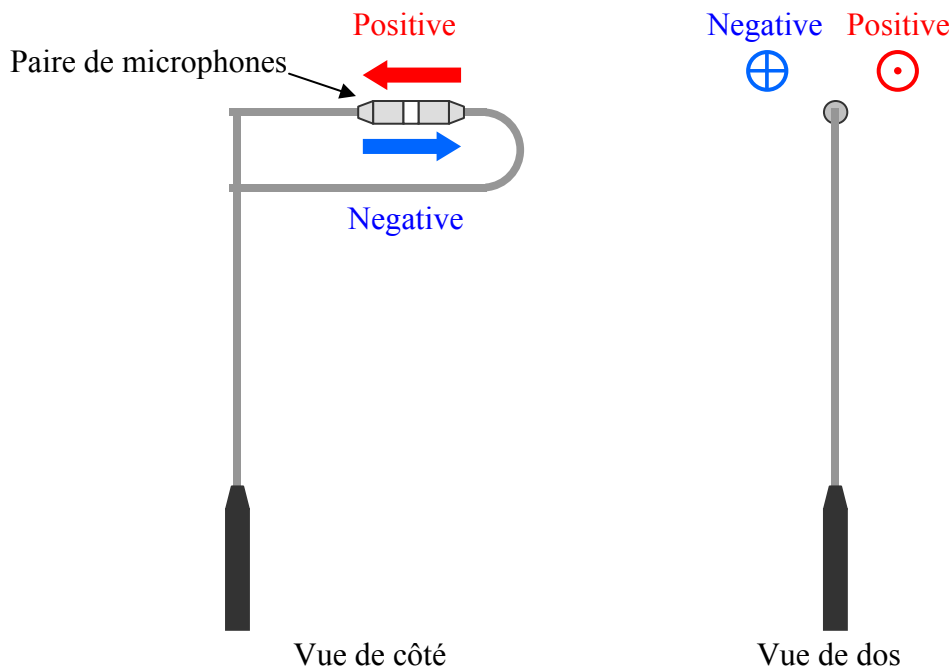 Positive
Paire de microphones
Negative
Vue de côté
Negative Positive
Vue de dos